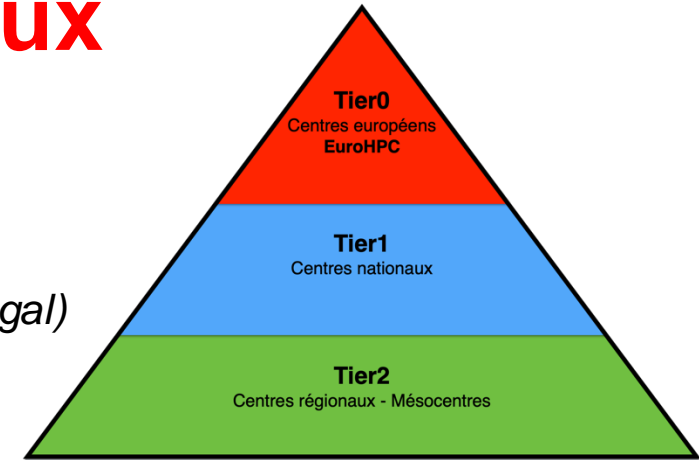 ux
Tier0
Centres européens
EuroHPC
Tier1
Centres nationaux
gal)
Tier2
Centres régionaux - Mésocentres